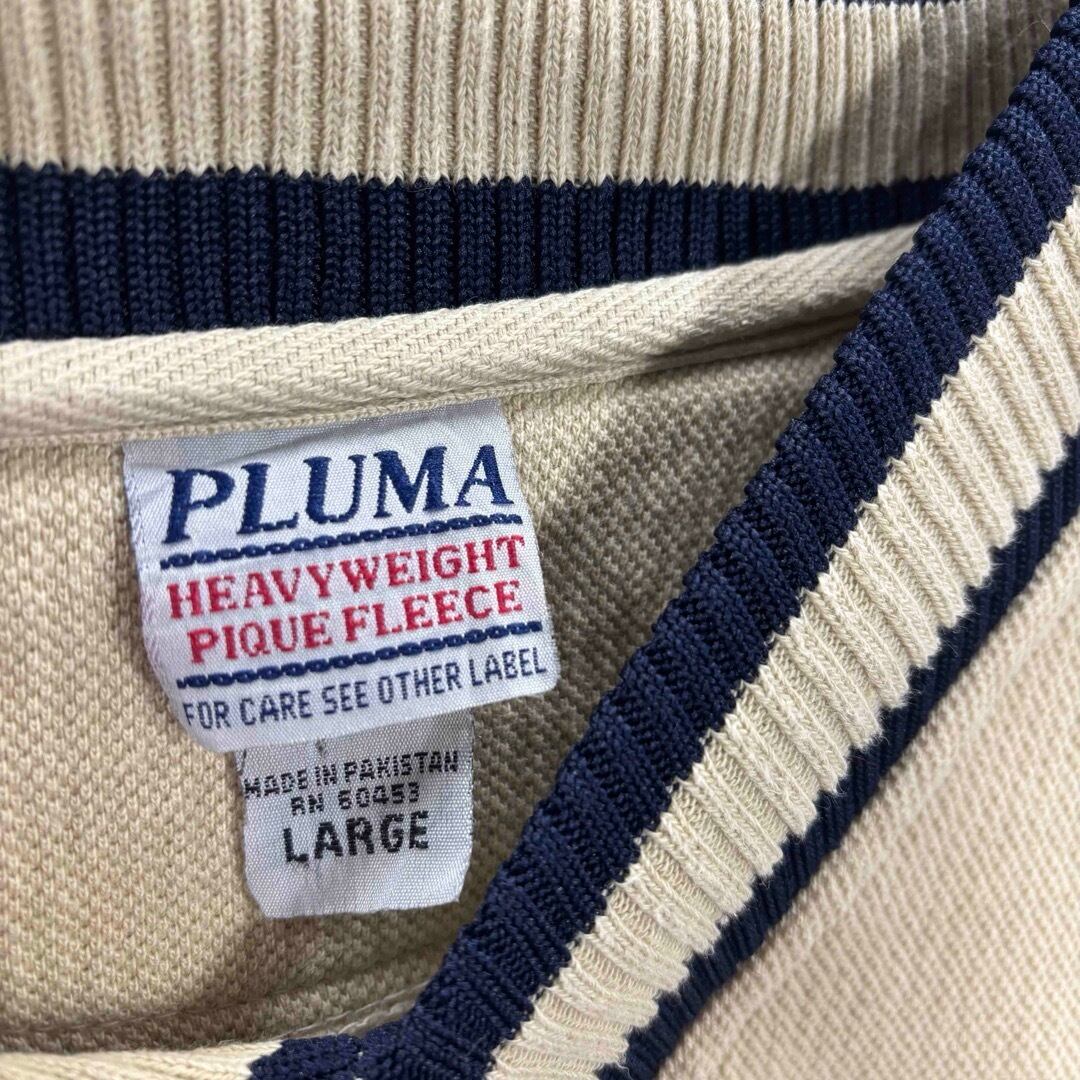 PLUMA
HEAVYWEIGHT
PIQUE FLEECE
FOR CARE SEE OTHER LABEL
MADE IN PAKISTAN
RN 60453
LARGE